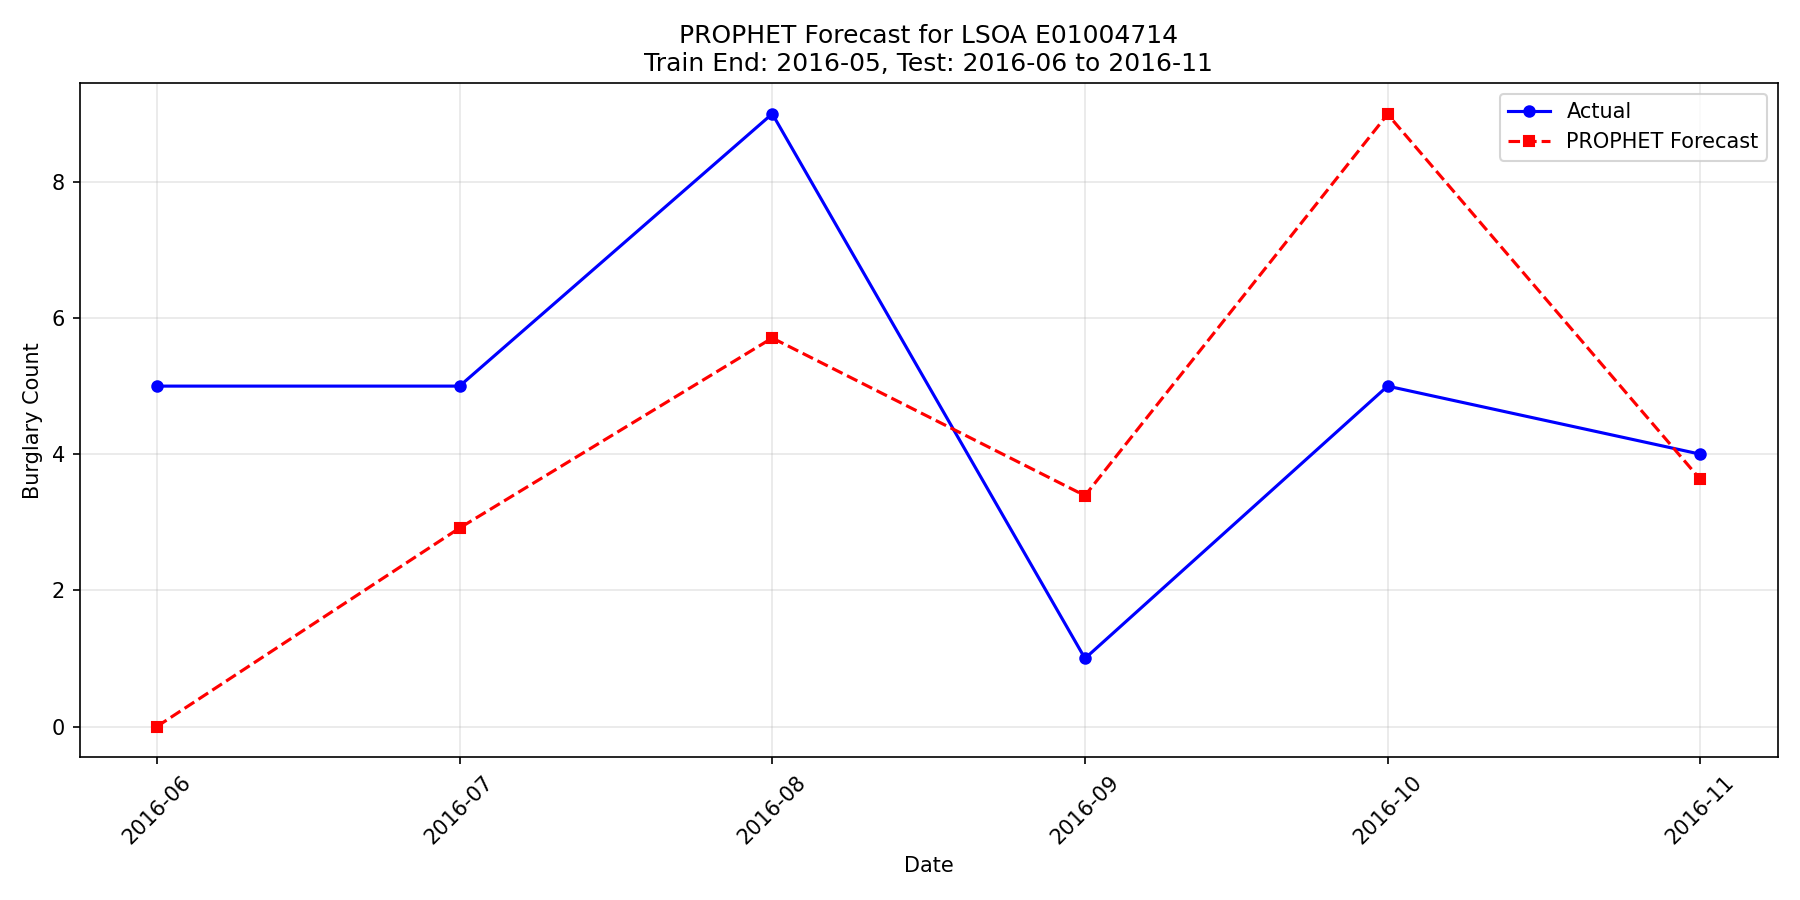 PROPHET Forecast for LSOA E01004714
Train End: 2016-05, Test: 2016-06 to 2016-11
Actual
PROPHET Forecast
Burglary Count
8
6
4
2
0
2016-06
2016-07
2016-08
2016-09
2016-10
2016-11
Date